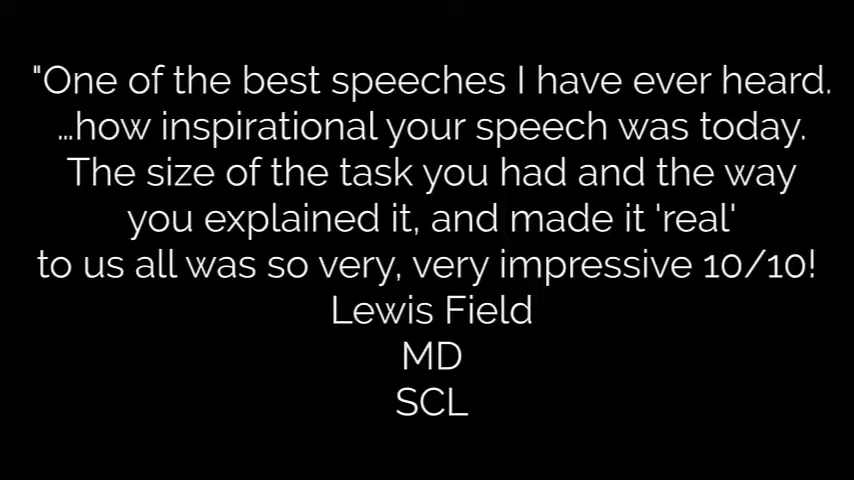 "One of the best speeches I have ever heard.
...how inspirational your speech was today.
The size of the task you had and the way
you explained it, and made it 'real'
to us all was so very, very impressive 10/10!
Lewis Field
MD
SCL